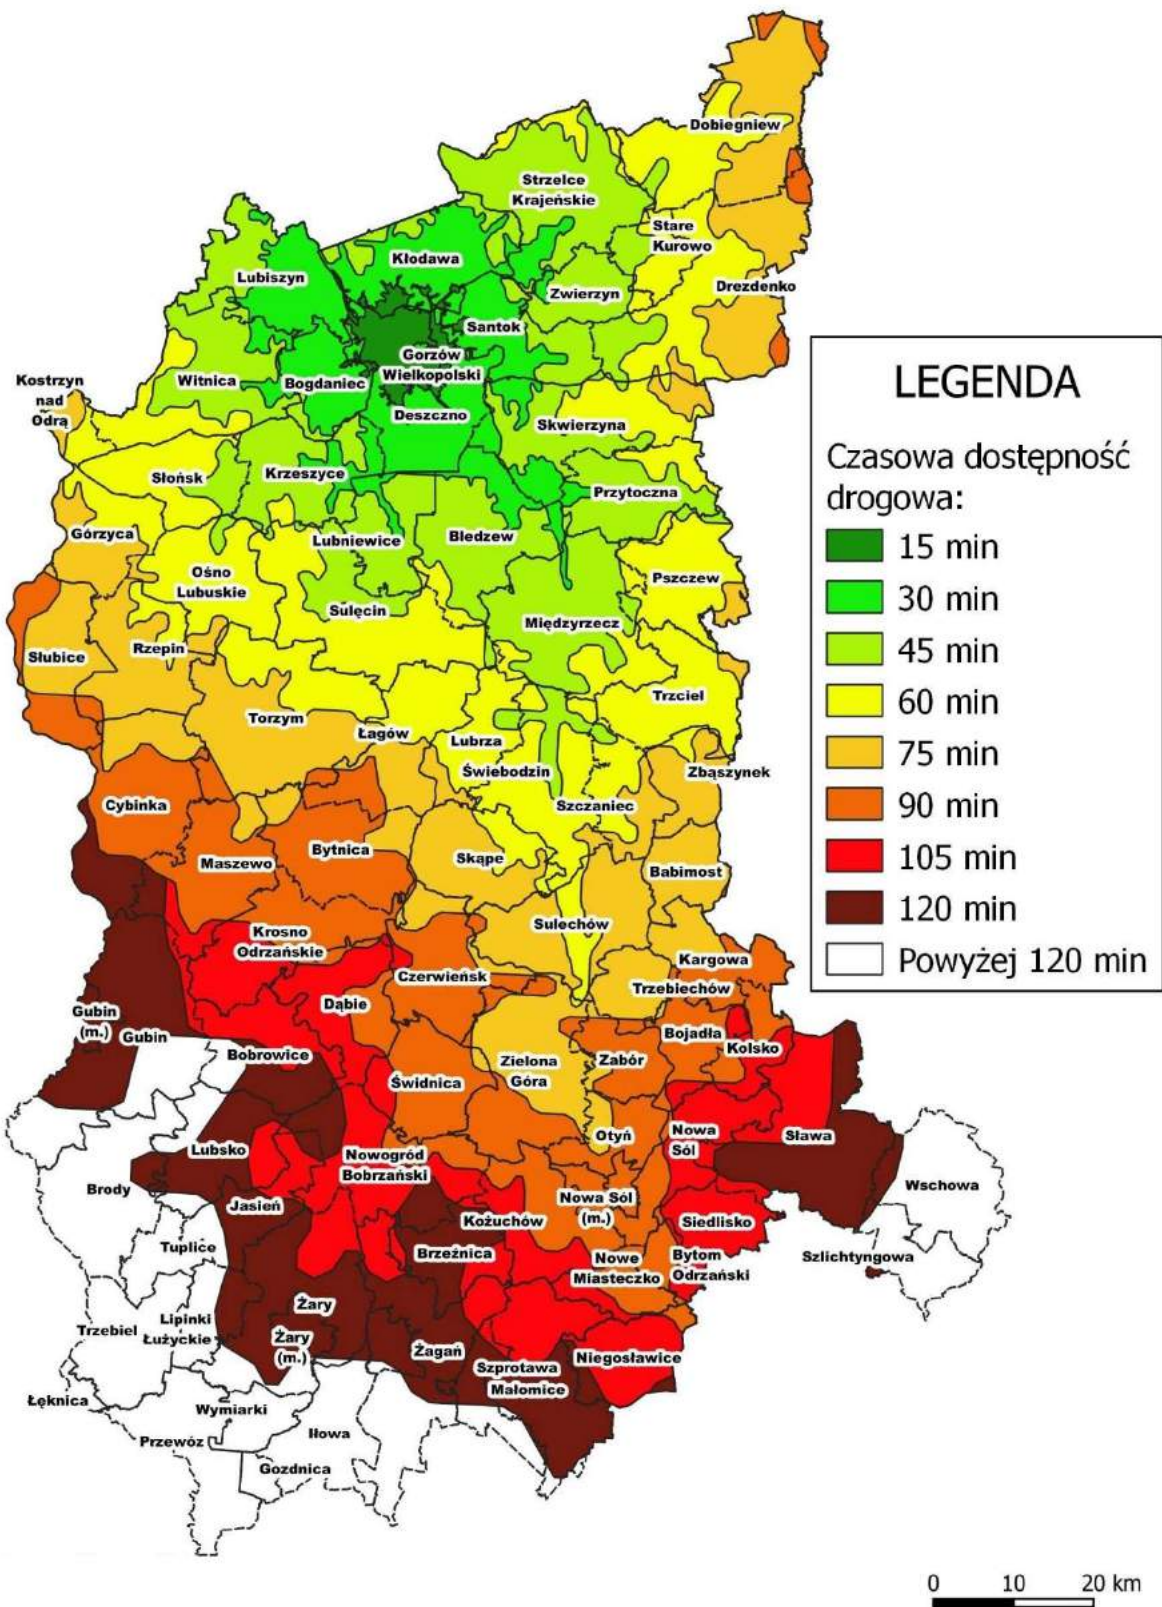 Dobiegniew
Strzelce
Krajeńskie
Stare
Kurowo
Kłodawa
Lubiszyn
Zwierzyn
Drezdenko
Santok
Gorzów
Wielkopolski
Kostrzyn
nad
Odrą
Witnica
Bogdaniec
Deszczno
Skwierzyna
Słońsk
Krzeszyce
Przytoczna
Górzyca
Lubniewice
Bledzew
Ośno
Lubuskie
Pszczew
Sulęcin
Międzyrzecz
Słubice
Rzepin
Trzciel
Torzym
Łagów
Lubrza
Świebodzin
Zbąszynek
Cybinka
Szczaniec
Maszewo
Bytnica
Skąpe
Babimost
Krosno
Odrzańskie
Sulechów
Czerwieńsk
Kargowa
Trzebiechów
Dąbie
Gubin
(m.)
Gubin
Bobrowice
Bojadła
Kolsko
Zielona
Góra
Zabór
Świdnica
Otyń
Nowa
Sól
Sława
Lubsko
Nowogród
Bobrzański
Brody
Jasień
Kożuchów
Nowa Sól
(m.)
Siedlisko
Wschowa
Tuplice
Brzeźnica
Nowe
Miasteczko
Bytom
Odrzański
Szlichtyngowa
Żary
Trzebiel
Lipinki
Łużyckie
Żary
(m.)
Żagań
Szprotawa
Małomice
Niegosławice
Łęknica
Wymiarki
Przewóz
Iłowa
Gozdnica
LEGENDA
Czasowa dostępność
drogowa:
15 min
30 min
45 min
60 min
75 min
90 min
105 min
120 min
Powyżej 120 min
0 10 20 km